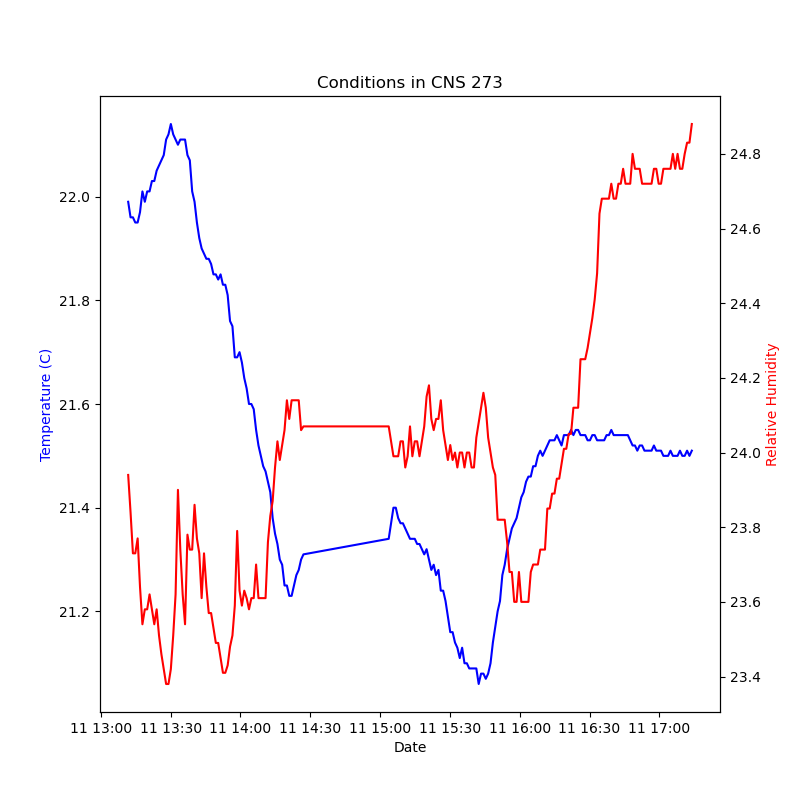 Conditions in CNS 273
22.0
21.8
21.6
21.4
21.2
Temperature (C)
24.8
24.6
24.4
24.2
24.0
23.8
23.6
23.4
Relative Humidity
11 13:00 11 13:30 11 14:00 11 14:30 11 15:00 11 15:30 11 16:00 11 16:30 11 17:00
Date